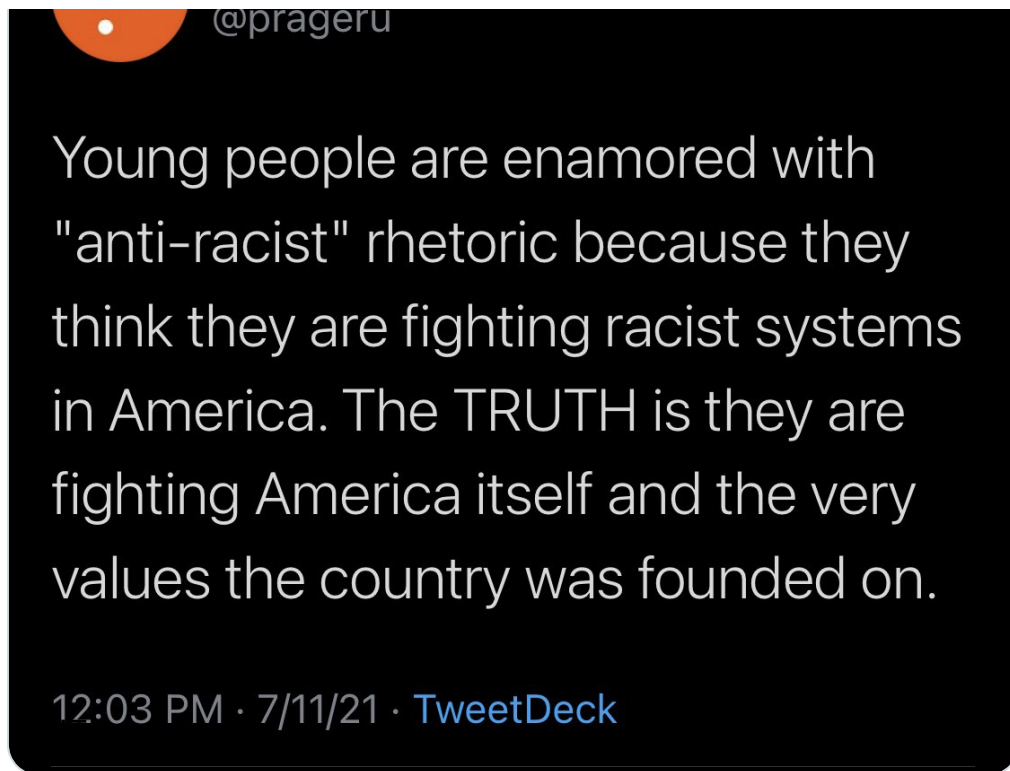 @prageru
Young people are enamored with
"anti-racist" rhetoric because they
think they are fighting racist systems
in America. The TRUTH is they are
fighting America itself and the very
values the country was founded on.
12:03 PM · 7/11/21 · TweetDeck